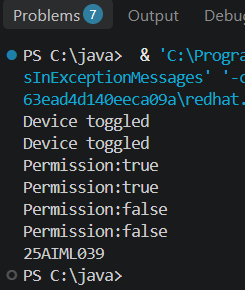 Problems 7 Output Debu
PS C:\java> & 'C:\Progra
sInExceptionMessages' '-c
63ead4d140eeca09a\redhat.
Device toggled
Device toggled
Permission:true
Permission:true
Permission:false
Permission:false
25AIML039
PS C:\java>